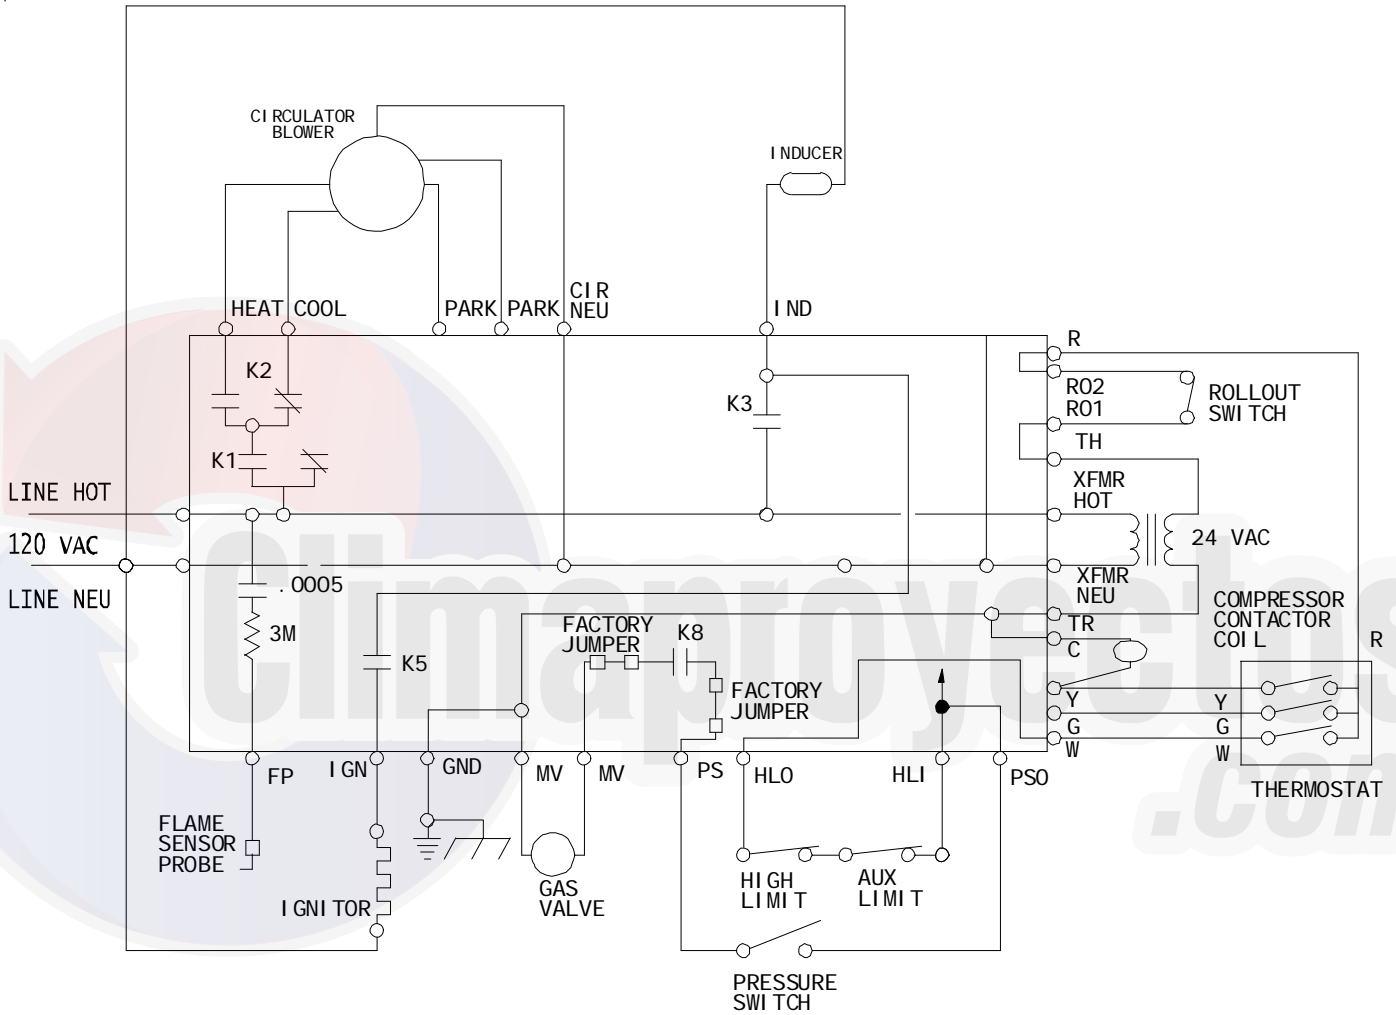 CIRCULATOR
BLOWER
INDUCER
HEAT
COOL
PARK
PARK
CIR
NEU
IND
R
K2
K3
RO2
RO1
ROLLOUT
SWITCH
TH
K1
LINE HOT
XFMR
HOT
120 VAC
24 VAC
LINE NEU
.0005
XFMR
NEU
COMPRESSOR
CONTACTOR
COIL
R
3M
FACTORY
JUMPER
K8
TR
C
K5
FACTORY
JUMPER
Y
Y
G
G
W
W
FP
IGN
GND
MV
MV
PS
HLO
HLI
PSO
THERMOSTAT
FLAME
SENSOR
PROBE
IGNITOR
GAS
VALVE
HIGH
LIMIT
AUX
LIMIT
PRESSURE
SWITCH
Climaproyectos
.com